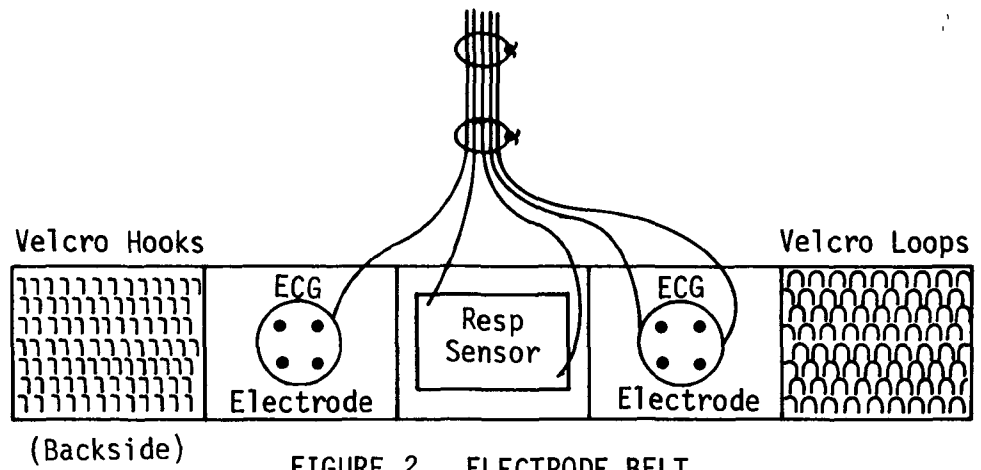 Velcro Hooks
Velcro Loops
ECG
Electrode
Resp
Sensor
ECG
Electrode
(Backside)
FIGURE 2. ELECTRODE BELT